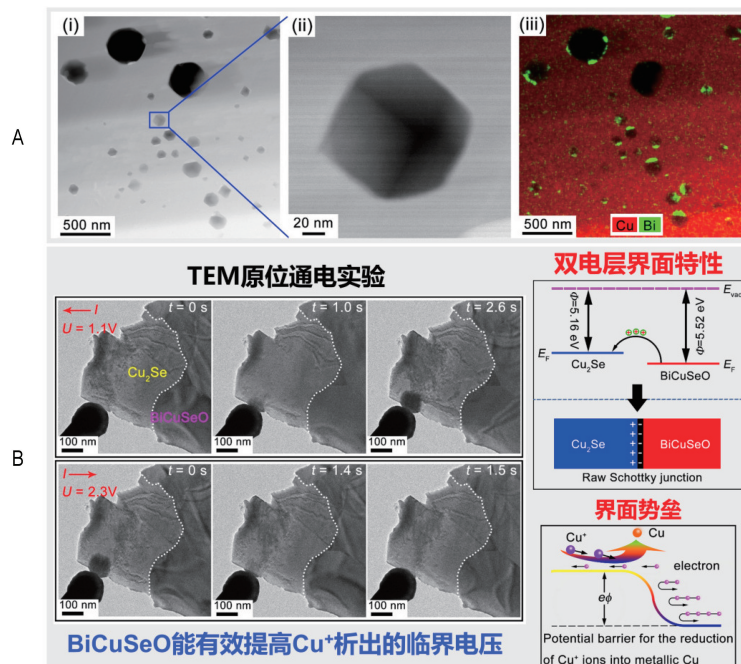 A
(i)
500 nm
(ii)
20 nm
(iii)
500 nm
Cu Bi
B
TEM原位通电实验
I
U = 1.1V
t = 0 s
Cu₂Se
BiCuSeO
100 nm
t = 1.0 s
100 nm
t = 2.6 s
100 nm
I
U = 2.3V
t = 0 s
100 nm
t = 1.4 s
100 nm
t = 1.5 s
100 nm
BiCuSeO能有效提高Cu⁺析出的临界电压
双电层界面特性
Evac
Φ=5.16 eV
Φ=5.52 eV
EF
Cu₂Se
BiCuSeO
EF
Cu₂Se
BiCuSeO
Raw Schottky junction
界面势垒
Cu⁺
Cu
electron
eϕ
Potential barrier for the reduction
of Cu⁺ ions into metallic Cu